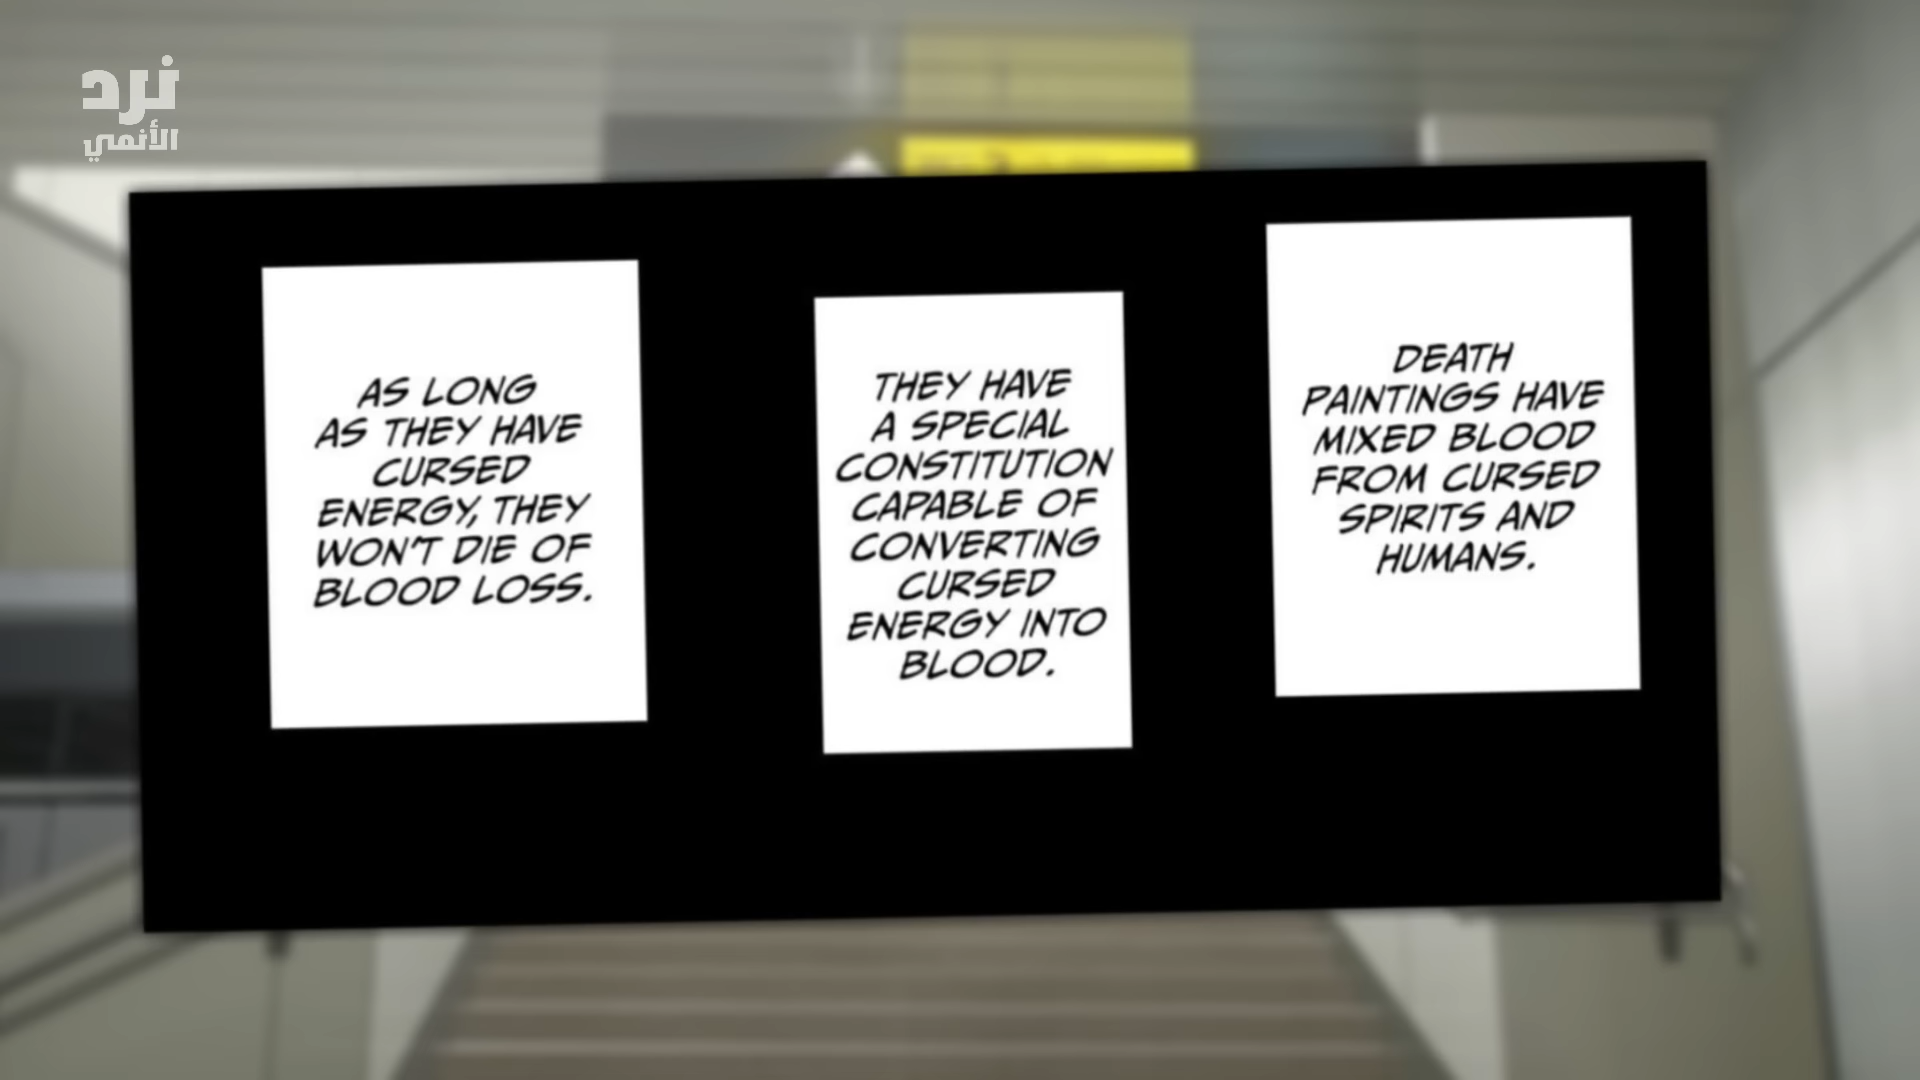 نرد
الأنمي
DEATH
PAINTINGS HAVE
MIXED BLOOD
FROM CURSED
SPIRITS AND
HUMANS.
THEY HAVE
A SPECIAL
CONSTITUTION
CAPABLE OF
CONVERTING
CURSED
ENERGY INTO
BLOOD.
AS LONG
AS THEY HAVE
CURSED
ENERGY, THEY
WON'T DIE OF
BLOOD LOSS.